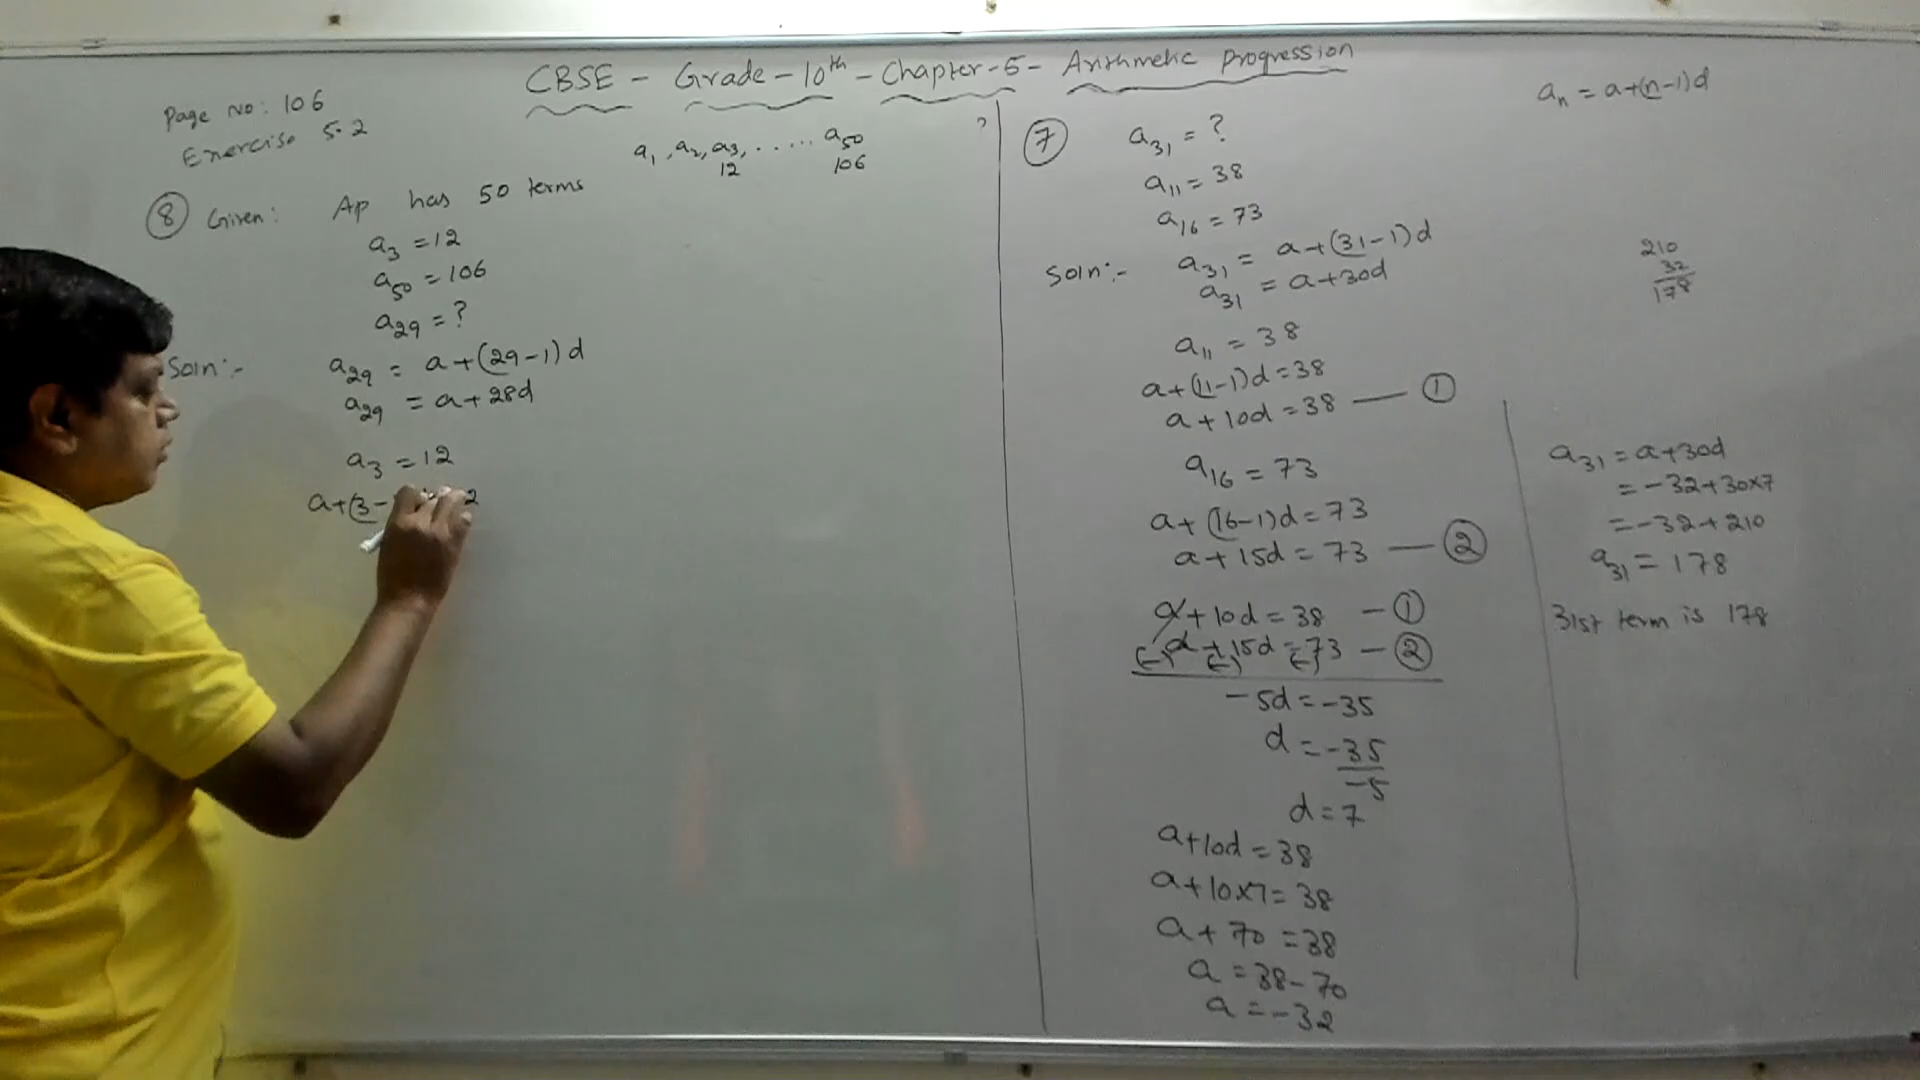 CBSE - Grade - 10th - Chapter - 5 - Arithmetic Progression
Page No: 106
Exercise 5.2
a1, a2, a3, ...... a50
12 106
8 Given: AP has 50 terms
a3 = 12
a50 = 106
a29 = ?
Soln:- a29 = a+(29-1)d
a29 = a+28d
a3 = 12
a+(3-
?
7 a31 = ?
a11 = 38
a16 = 73
Soln:- a31 = a+(31-1)d
a31 = a+30d
a11 = 38
a+(11-1)d=38
a+10d=38 — 1
a16 = 73
a+(16-1)d=73
a+15d=73 — 2
a+10d=38 - 1
(-)a+(-)15d=(-)73 - 2
-5d=-35
d=-35
-5
d=7
a+10d=38
a+10x7=38
a+70=38
a=38-70
a=-32
an = a+(n-1)d
210
32
178
a31 = a+30d
=-32+30x7
=-32+210
a31 = 178
31st term is 178